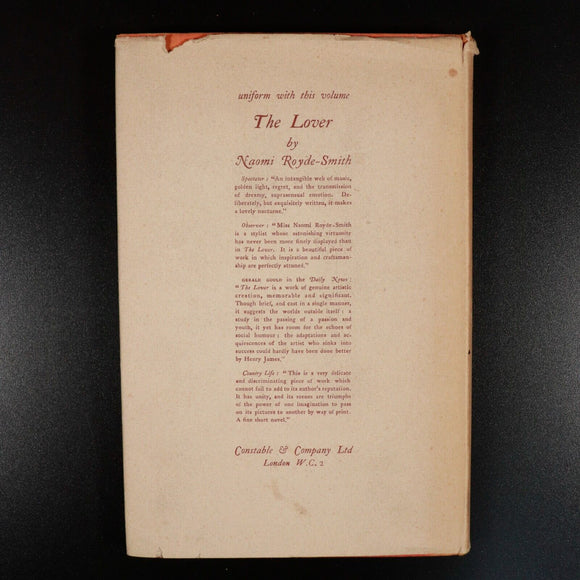 uniform with this volume
The Lover
by
Naomi Royde-Smith
Spectator: "An intangible web of music,
golden light, regret, and the transmission
of dreamy, suprasensual emotion. De-
liberately, but exquisitely written, it makes
a lovely nocturne."
Observer: "Miss Naomi Royde-Smith
is a stylist whose astonishing virtuosity
has never been more finely displayed than
in The Lover. It is a beautiful piece of
work in which inspiration and craftsman-
ship are perfectly attuned."
GERALD GOULD in the Daily News:
"The Lover is a work of genuine artistic
creation, memorable and significant.
Though brief, and cast in a single manner,
it suggests the worlds outside itself: a
study in the passing of a passion and
youth, it yet has room for the echoes of
social humour: the adaptations and ac-
quiescences of the artist who sinks into
success could hardly have been done better
by Henry James."
Country Life: "This is a very delicate
and discriminating piece of work which
cannot fail to add to its author's reputation.
It has unity, and its scenes are triumphs
of the power of one imagination to pass
on its pictures to another by way of print.
A fine short novel."
Constable & Company Ltd
London W.C. 2